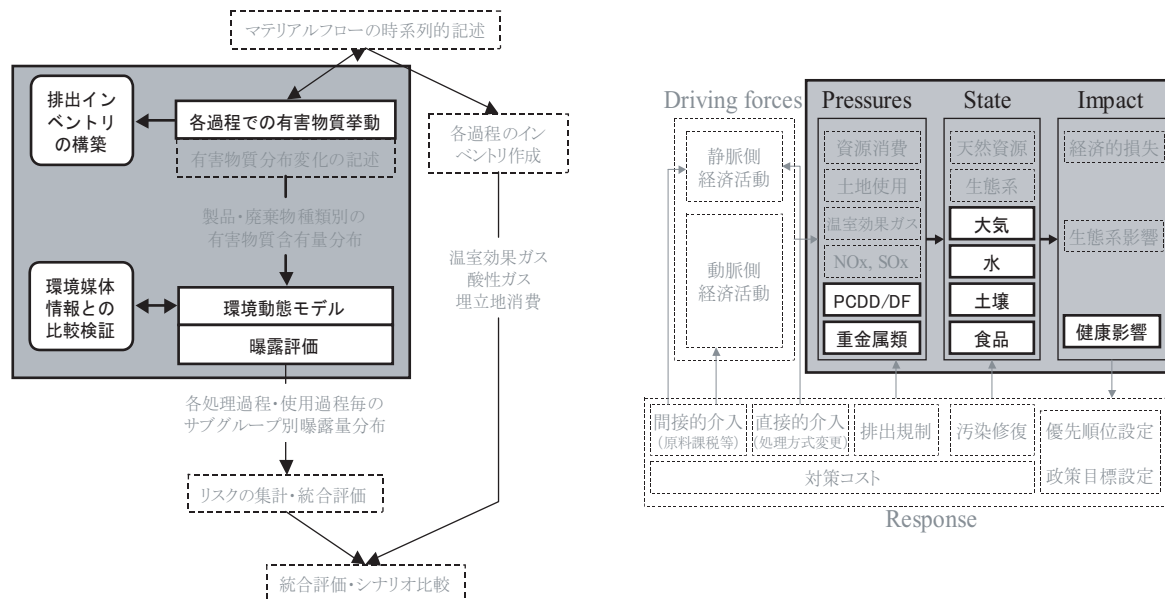 マテリアルフローの時系列的記述
排出イン
ベントリ
の構築
各過程での有害物質挙動
有害物質分布変化の記述
各過程のイン
ベントリ作成
製品・廃棄物種類別の
有害物質含有量分布
温室効果ガス
酸性ガス
埋立地消費
環境媒体
情報との
比較検証
環境動態モデル
曝露評価
各処理過程・使用過程毎の
サブグループ別曝露量分布
リスクの集計・統合評価
統合評価・シナリオ比較
Driving forces
Pressures
State
Impact
静脈側
経済活動
動脈側
経済活動
資源消費
土地使用
温室効果ガス
NOx, SOx
PCDD/DF
重金属類
天然資源
生態系
大気
水
土壌
食品
経済的損失
生態系影響
健康影響
間接的介入
(原料課税等)
直接的介入
(処理方式変更)
排出規制
汚染修復
優先順位設定
対策コスト
政策目標設定
Response